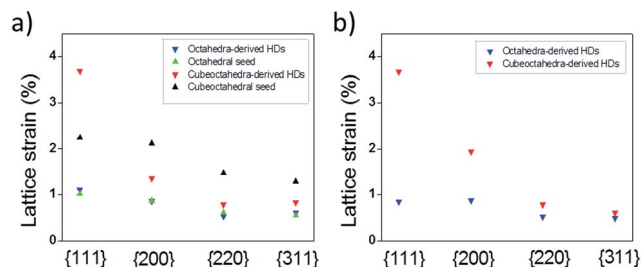 a)
Lattice strain (%)
4
3
2
1
0
Octahedra-derived HDs
Octahedral seed
Cubeoctahedra-derived HDs
Cubeoctahedral seed
{111} {200} {220} {311}
b)
Lattice strain (%)
4
3
2
1
0
Octahedra-derived HDs
Cubeoctahedra-derived HDs
{111} {200} {220} {311}